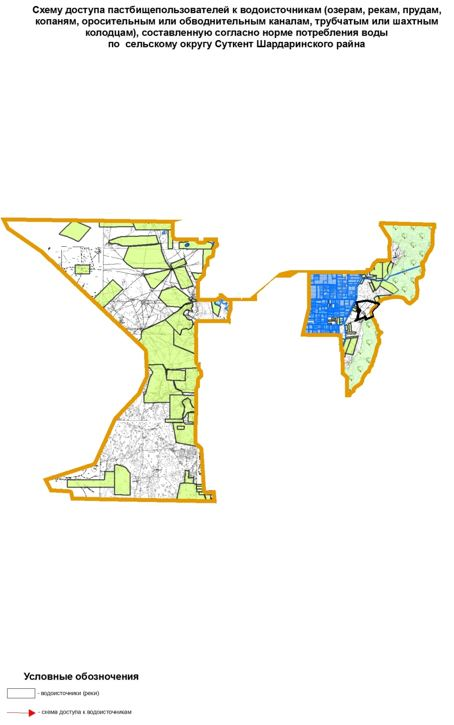 Схему доступа пастбищепользователей к водоисточникам (озерам, рекам, прудам,
копаням, оросительным или обводнительным каналам, трубчатым или шахтным
колодцам), составленную согласно норме потребления воды
по сельскому округу Суткент Шардаринского райна
Условные обозночения
- водоисточники (реки)
- схема доступа к водоисточникам